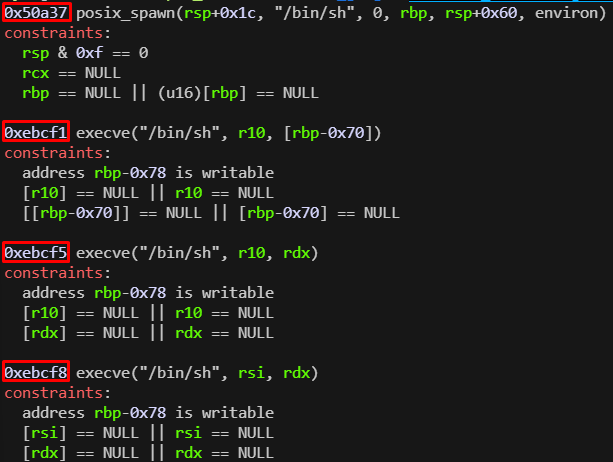 0x50a37 posix_spawn(rsp+0x1c, "/bin/sh", 0, rbp, rsp+0x60, environ)
constraints:
  rsp & 0xf == 0
  rcx == NULL
  rbp == NULL || (u16)[rbp] == NULL

0xebcf1 execve("/bin/sh", r10, [rbp-0x70])
constraints:
  address rbp-0x78 is writable
  [r10] == NULL || r10 == NULL
  [[rbp-0x70]] == NULL || [rbp-0x70] == NULL

0xebcf5 execve("/bin/sh", r10, rdx)
constraints:
  address rbp-0x78 is writable
  [r10] == NULL || r10 == NULL
  [rdx] == NULL || rdx == NULL

0xebcf8 execve("/bin/sh", rsi, rdx)
constraints:
  address rbp-0x78 is writable
  [rsi] == NULL || rsi == NULL
  [rdx] == NULL || rdx == NULL